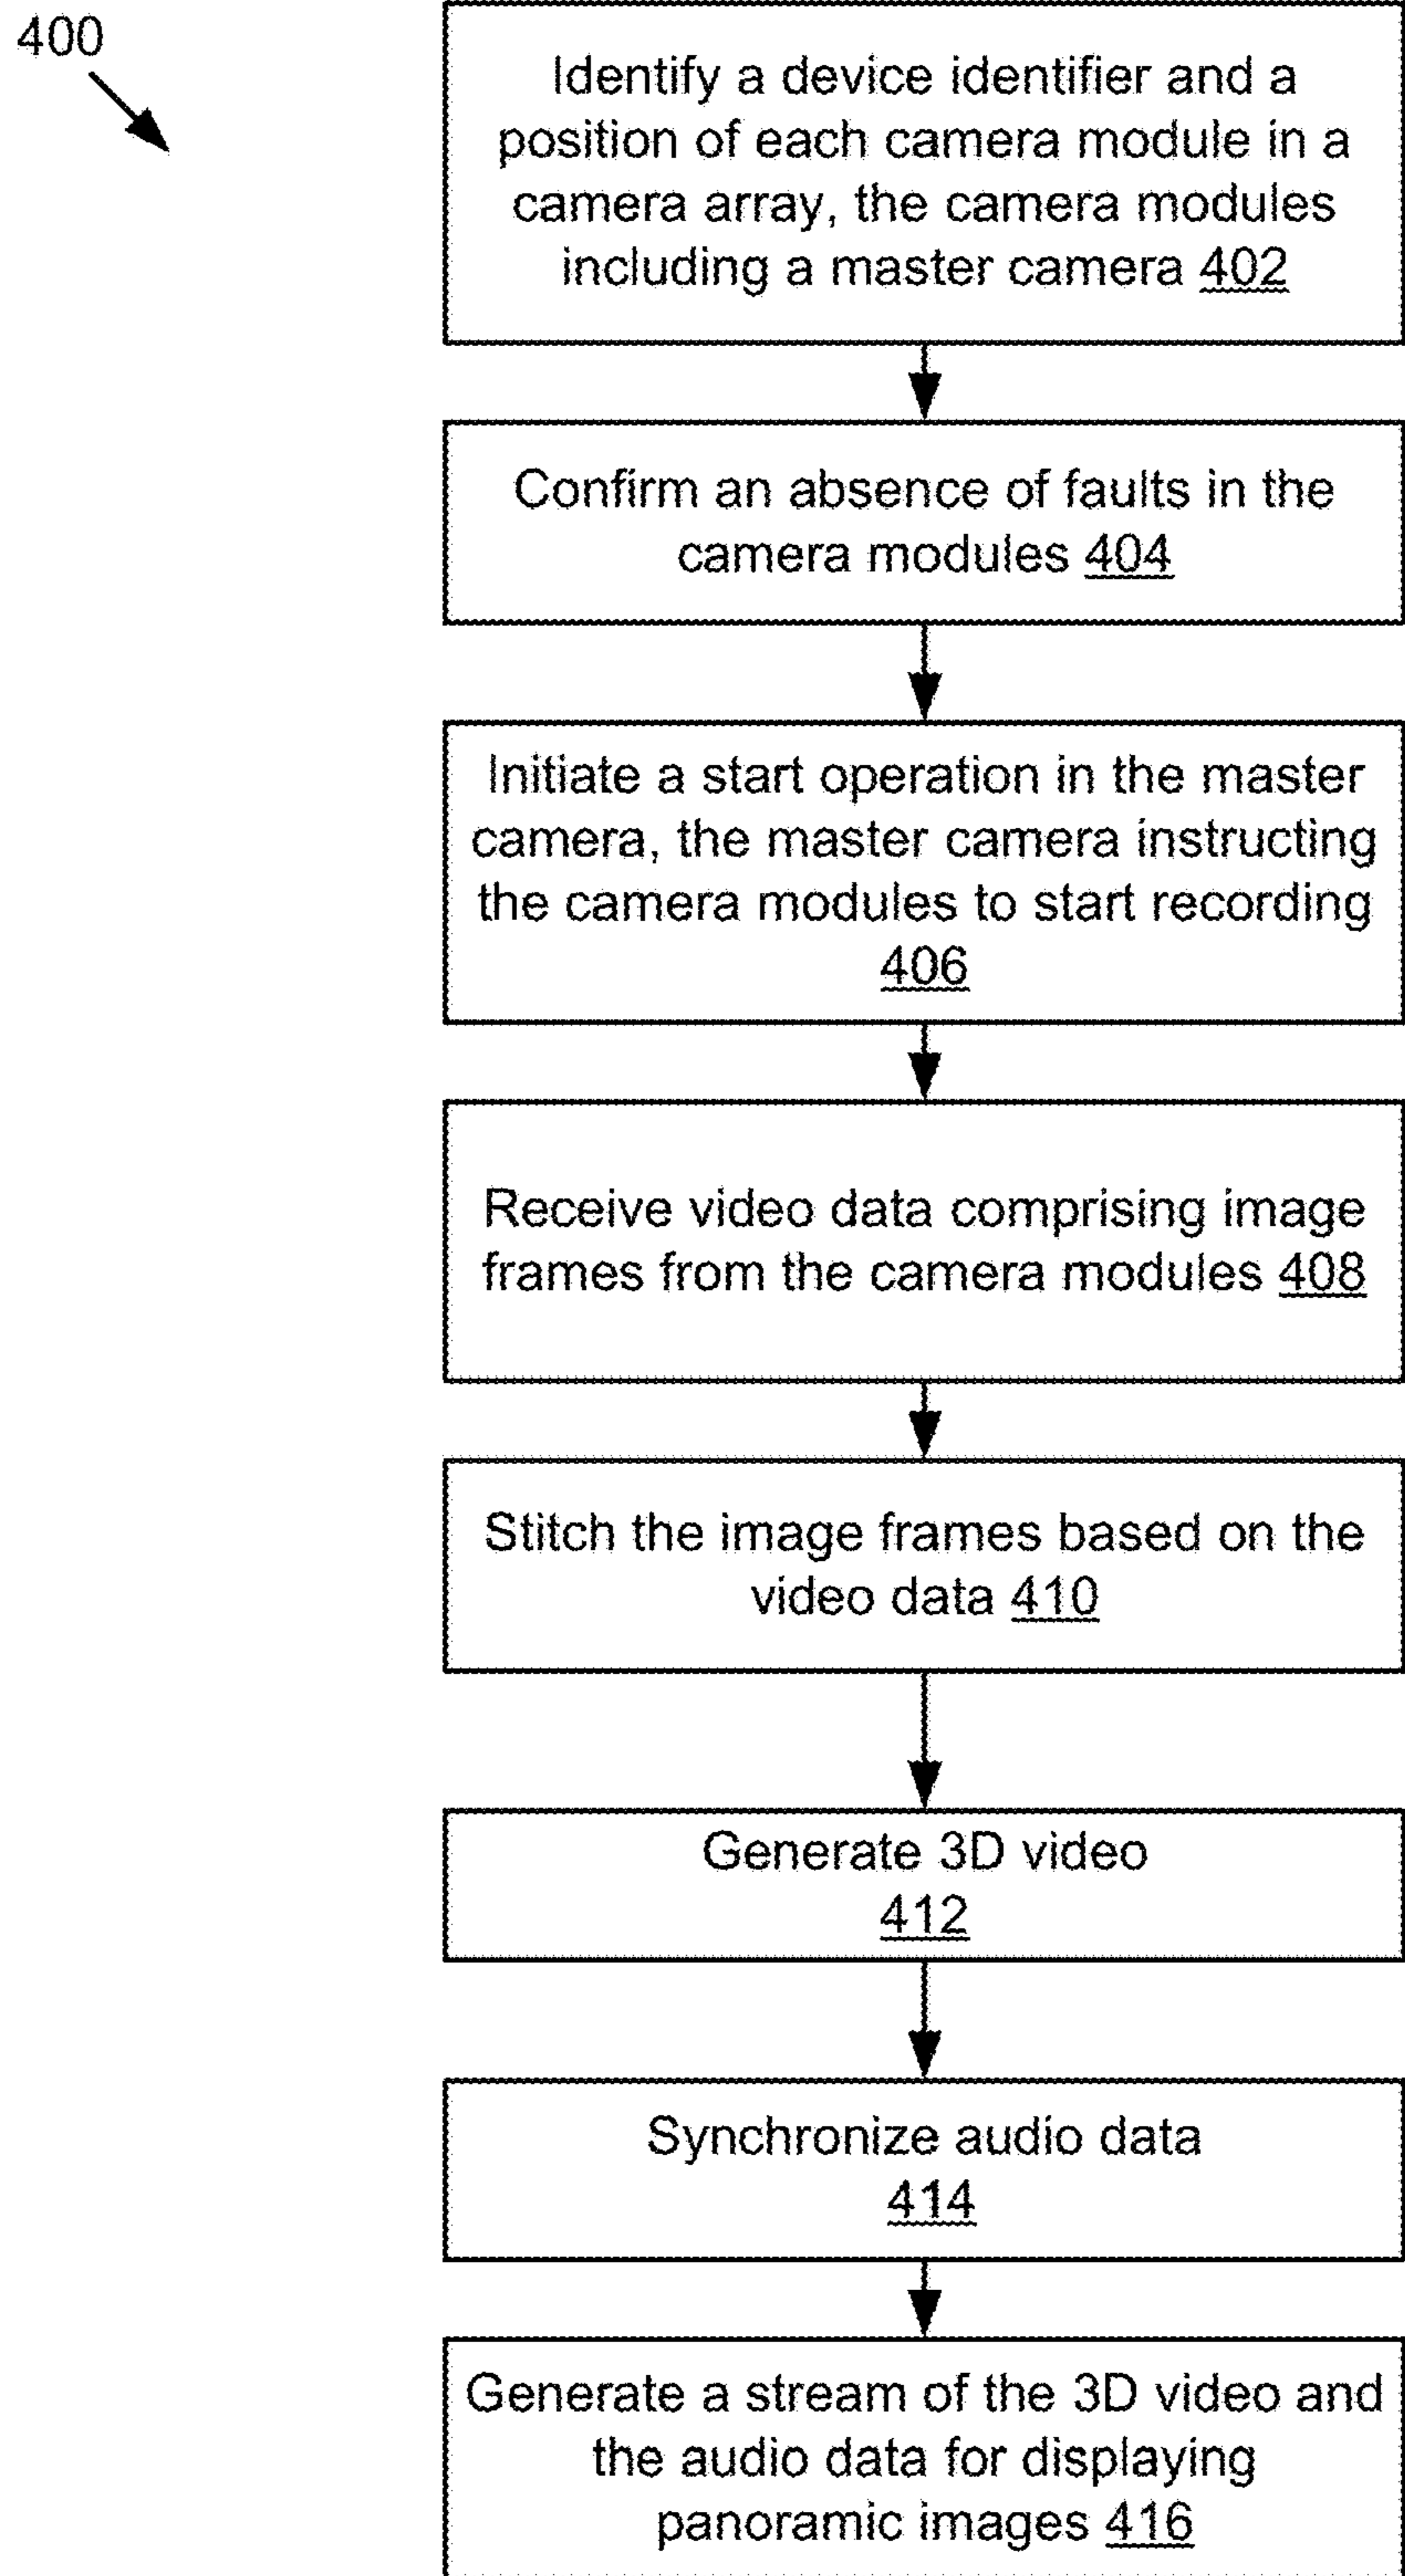 400
Identify a device identifier and a
position of each camera module in a
camera array, the camera modules
including a master camera 402
Confirm an absence of faults in the
camera modules 404
Initiate a start operation in the master
camera, the master camera instructing
the camera modules to start recording
406
Receive video data comprising image
frames from the camera modules 408
Stitch the image frames based on the
video data 410
Generate 3D video
412
Synchronize audio data
414
Generate a stream of the 3D video and
the audio data for displaying
panoramic images 416